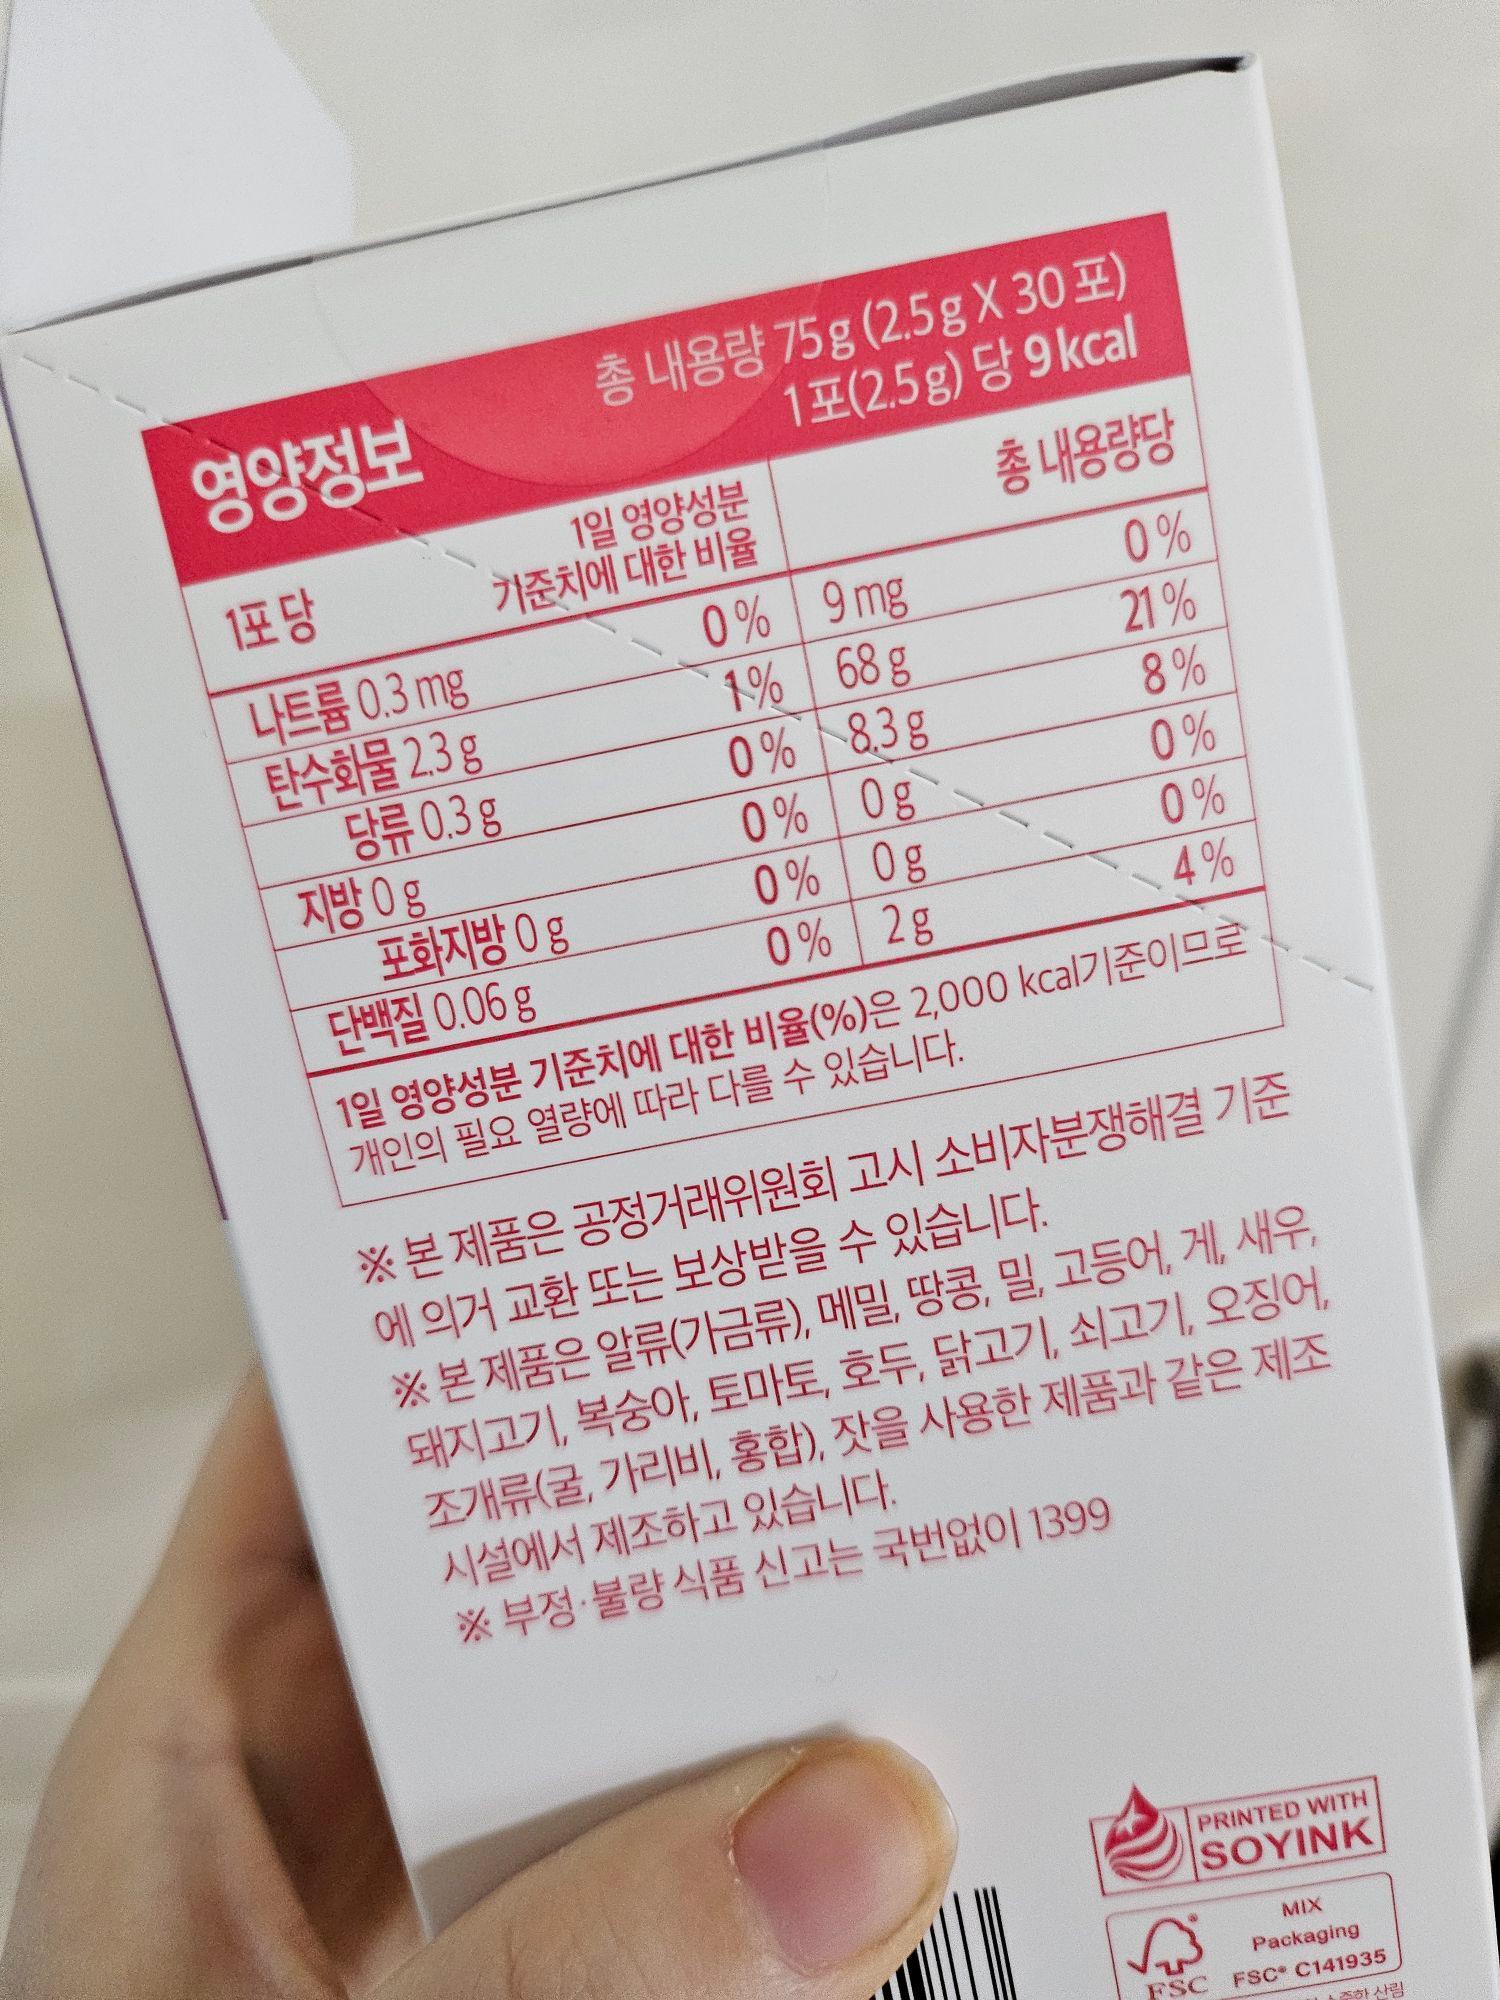 영양정보
총 내용량 75g (2.5g X 30포)
1포(2.5g) 당 9kcal
1포 당 1일 영양성분 기준치에 대한 비율 총 내용량당
나트륨 0.3mg 0% 9mg 0%
탄수화물 2.3g 1% 68g 21%
당류 0.3g 0% 8.3g 8%
지방 0g 0% 0g 0%
포화지방 0g 0% 0g 0%
단백질 0.06g 0% 2g 4%
1일 영양성분 기준치에 대한 비율(%)은 2,000 kcal기준이므로
개인의 필요 열량에 따라 다를 수 있습니다.
※ 본 제품은 공정거래위원회 고시 소비자분쟁해결 기준
에 의거 교환 또는 보상받을 수 있습니다.
※ 본 제품은 알류(가금류), 메밀, 땅콩, 밀, 고등어, 게, 새우,
돼지고기, 복숭아, 토마토, 호두, 닭고기, 쇠고기, 오징어,
조개류(굴, 가리비, 홍합), 잣을 사용한 제품과 같은 제조
시설에서 제조하고 있습니다.
※ 부정·불량 식품 신고는 국번없이 1399
PRINTED WITH
SOYINK
MIX
Packaging
FSC FSC® C141935
산림